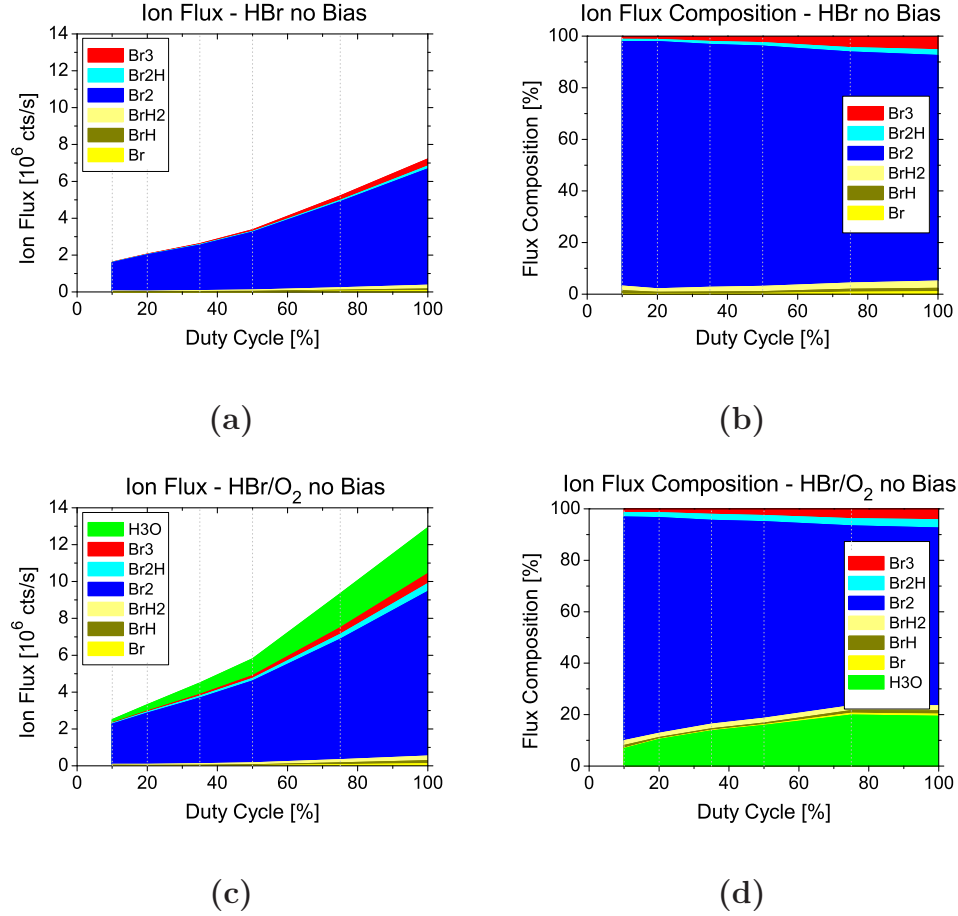 Ion Flux - HBr no Bias
14
12
10
8
6
4
2
0
Ion Flux [10⁶ cts/s]
Br3
Br2H
Br2
BrH2
BrH
Br
0 20 40 60 80 100
Duty Cycle [%]
(a)
Ion Flux Composition - HBr no Bias
100
80
60
40
20
0
Flux Composition [%]
Br3
Br2H
Br2
BrH2
BrH
Br
0 20 40 60 80 100
Duty Cycle [%]
(b)
Ion Flux - HBr/O₂ no Bias
14
12
10
8
6
4
2
0
Ion Flux [10⁶ cts/s]
H3O
Br3
Br2H
Br2
BrH2
BrH
Br
0 20 40 60 80 100
Duty Cycle [%]
(c)
Ion Flux Composition - HBr/O₂ no Bias
100
80
60
40
20
0
Flux Composition [%]
Br3
Br2H
Br2
BrH2
BrH
Br
H3O
0 20 40 60 80 100
Duty Cycle [%]
(d)